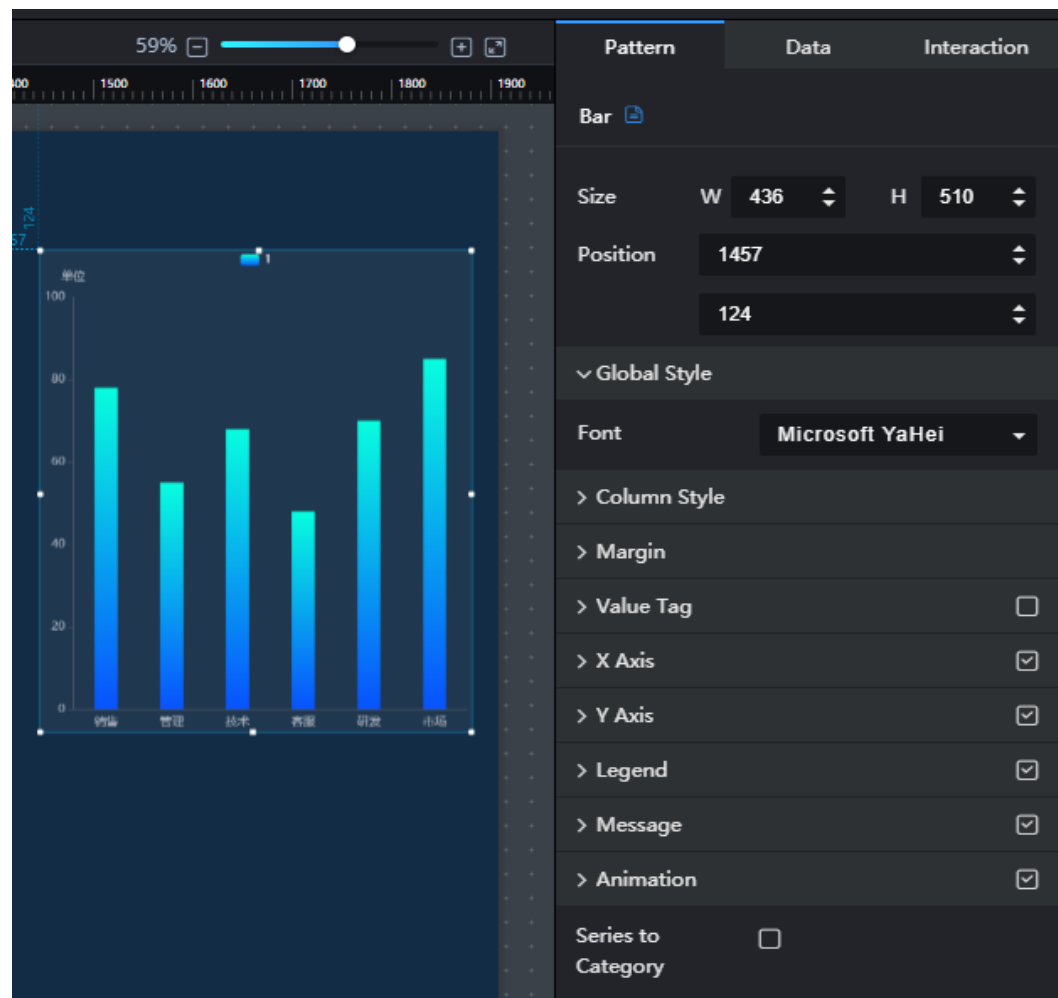 59%
Pattern Data Interaction
00 1500 1600 1700 1800 1900
Bar
Size W 436 H 510
Position 1457
124
124
57
1
单位
100
80
60
40
20
0
销售 管理 技术 客服 研发 市场
Global Style
Font Microsoft YaHei
Column Style
Margin
Value Tag
X Axis
Y Axis
Legend
Message
Animation
Series to
Category